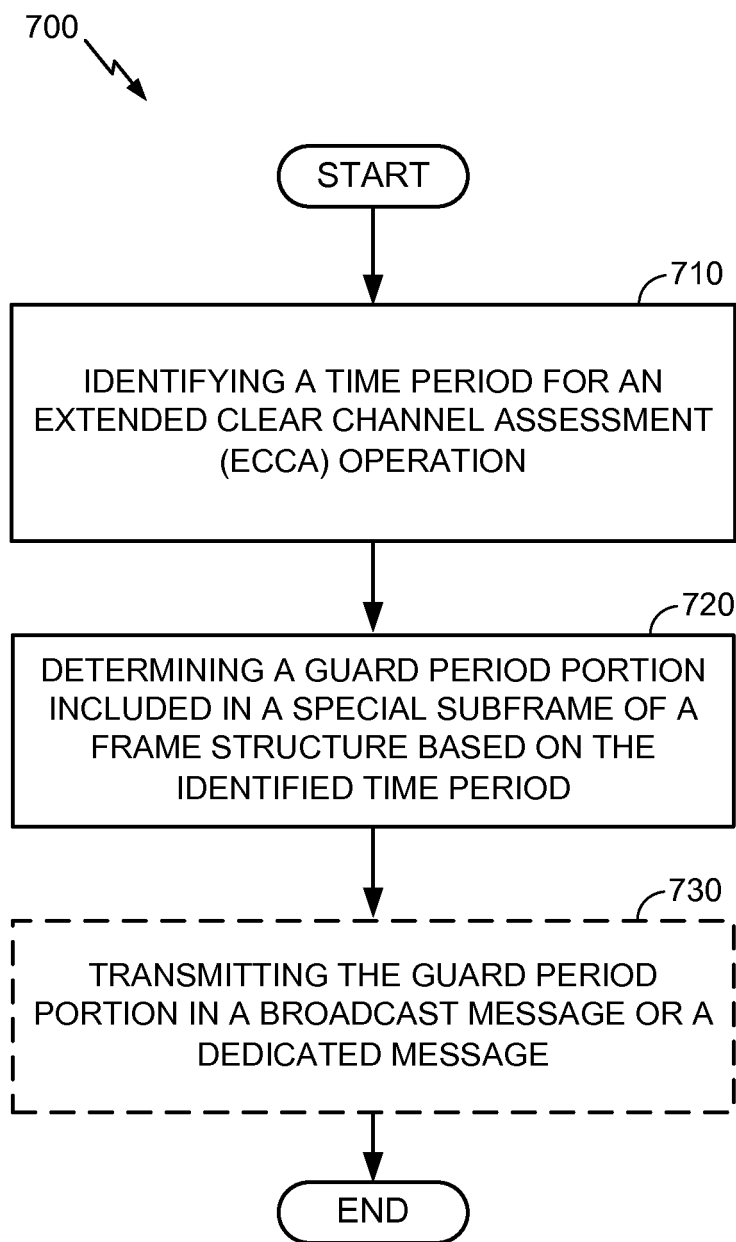 700
START
710
IDENTIFYING A TIME PERIOD FOR AN
EXTENDED CLEAR CHANNEL ASSESSMENT
(ECCA) OPERATION
720
DETERMINING A GUARD PERIOD PORTION
INCLUDED IN A SPECIAL SUBFRAME OF A
FRAME STRUCTURE BASED ON THE
IDENTIFIED TIME PERIOD
730
TRANSMITTING THE GUARD PERIOD
PORTION IN A BROADCAST MESSAGE OR A
DEDICATED MESSAGE
END